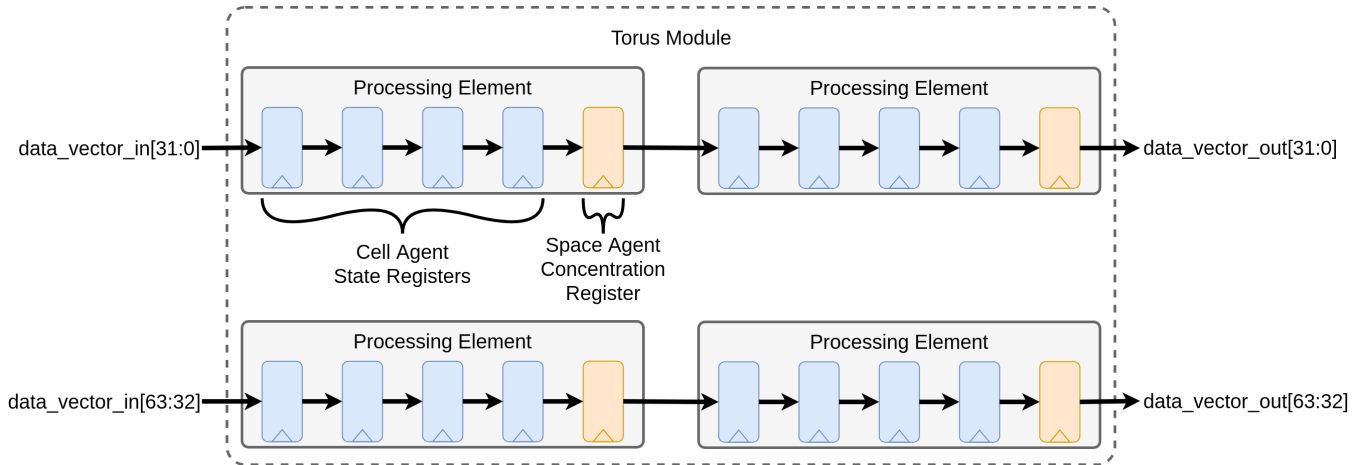 Torus Module
Processing Element
Processing Element
data_vector_in[31:0]
data_vector_out[31:0]
Cell Agent
State Registers
Space Agent
Concentration
Register
Processing Element
Processing Element
data_vector_in[63:32]
data_vector_out[63:32]